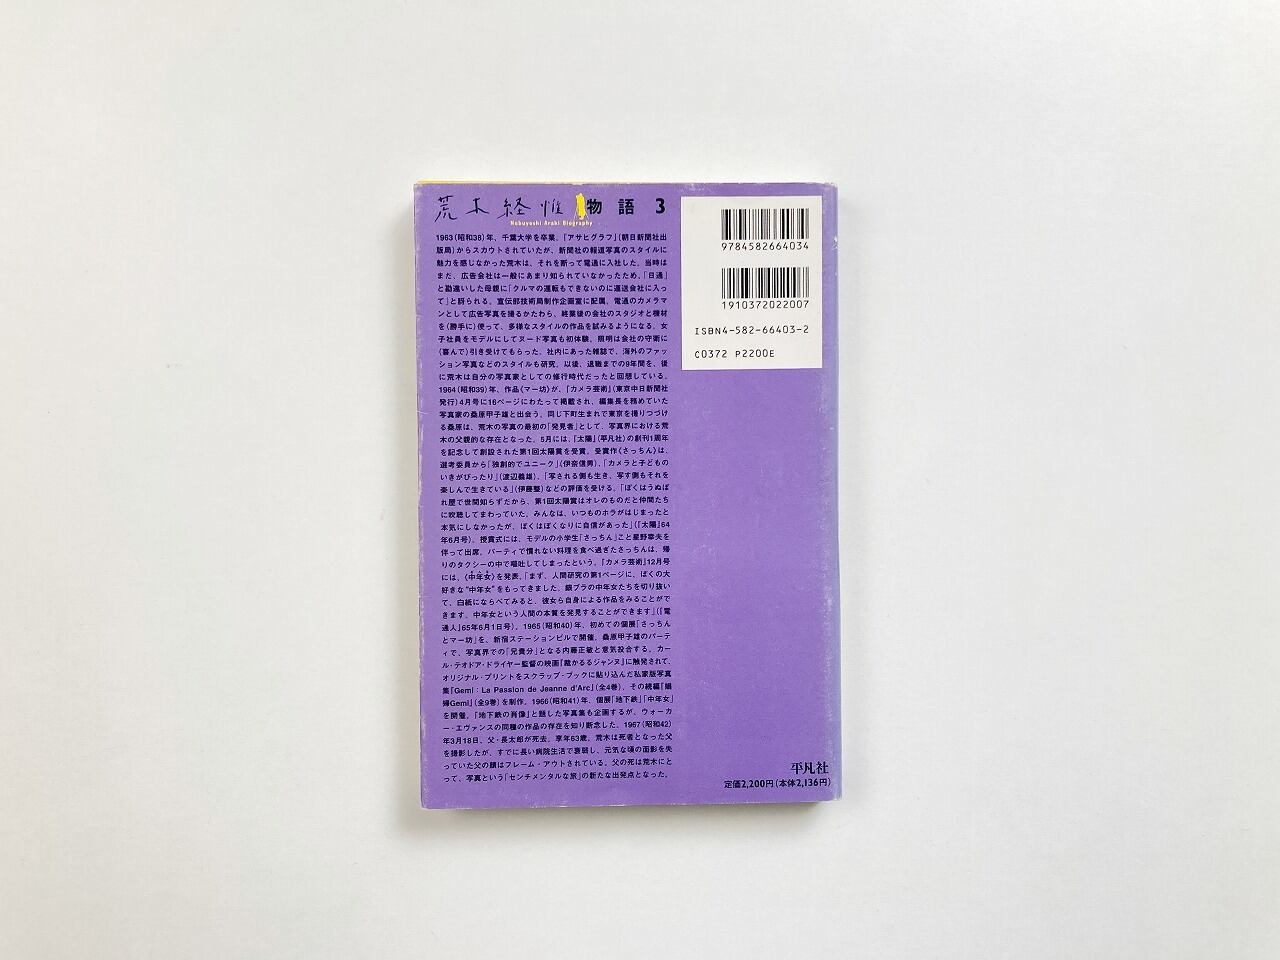 荒木経惟物語 3
Nobuyoshi Araki Biography
1963(昭和38)年、千葉大学を卒業。『アサヒグラフ』(朝日新聞社出
版局)からスカウトされていたが、新聞社の報道写真のスタイルに
魅力を感じなかった荒木は、それを断って電通に入社した。当時は
まだ、広告会社は一般にあまり知られていなかったため、「日通」
と勘違いした母親に「クルマの運転もできないのに運送会社に入っ
て」と訝られる。宣伝部技術局制作企画室に配属。電通のカメラマ
ンとして広告写真を撮るかたわら、終業後の会社のスタジオと機材
を(勝手に)使って、多様なスタイルの作品を試みるようになる。女
子社員をモデルにしてヌード写真も初体験。照明は会社の守衛に
(喜んで)引き受けてもらった。社内にあった雑誌で、海外のファッ
ション写真などのスタイルも研究。以後、退職までの9年間を、後
に荒木は自分の写真家としての修行時代だったと回想している。
1964(昭和39)年、作品《マー坊》が、『カメラ芸術』(東京中日新聞社
発行)4月号に16ページにわたって掲載され、編集長を務めていた
写真家の桑原甲子雄と出会う。同じ下町生まれで東京を撮りつづけ
る桑原は、荒木の写真の最初の「発見者」として、写真界における荒
木の父親的な存在となった。5月には、『太陽』(平凡社)の創刊1周年
を記念して創設された第1回太陽賞を受賞。受賞作《さっちん》は、
選考委員から「独創的でユニーク」(伊奈信男)、「カメラと子どもの
いきがぴったり」(渡辺義雄)、「写される側も生き、写す側もそれを
楽しんで生きている」(伊藤整)などの評価を受ける。「ぼくはうぬぼ
れ屋で世間知らずだから、第1回太陽賞はオレのものだと仲間たち
に吹聴してまわっていた。みんなは、いつものホラがはじまったと
本気にしなかったが、ぼくはぼくなりに自信があった」(『太陽』64
年6月号)。授賞式には、モデルの小学生「さっちん」こと星野幸夫を
伴って出席。パーティで慣れない料理を食べ過ぎたさっちんは、帰
りのタクシーの中で嘔吐してしまったという。『カメラ芸術』12月号
には、《中年女》を発表。「まず、人間研究の第1ページに、ぼくの大
好きな“中年女”をもってきました。銀ブラの中年女たちを切り抜い
て、白紙にならべてみると、彼女ら自身による作品をみることがで
きます。中年女という人間の本質を発見することができます」(『電
通人』65年6月1日号)。1965(昭和40)年、初めての個展「さっちん
とマー坊」を、新宿ステーションビルで開催。桑原甲子雄のパーテ
ィで、写真界での「兄貴分」となる内藤正敏と意気投合する。カー
ル・テオドア・ドライヤー監督の映画『裁かるるジャンヌ』に触発されて、
オリジナル・プリントをスクラップ・ブックに貼り込んだ私家版写真
集『Geml:La Passion de Jeanne d'Arc』(全4巻)、その続編『娼
婦Geml』(全9巻)を制作。1966(昭和41)年、個展「地下鉄」「中年女」
を開催。『地下鉄の肖像』と題した写真集も企画するが、ウォーカ
ー・エヴァンスの同種の作品の存在を知り断念した。1967(昭和42)
年3月18日、父・長太郎が死去。享年63歳。荒木は死者となった父
を撮影したが、すでに長い病院生活で衰弱し、元気な頃の面影を失
っていた父の顔はフレーム・アウトされている。父の死は荒木にと
って、写真という「センチメンタルな旅」の新たな出発点となった。
9784582664034
1910372022007
ISBN4-582-66403-2
C0372 P2200E
平凡社
定価2,200円(本体2,136円)